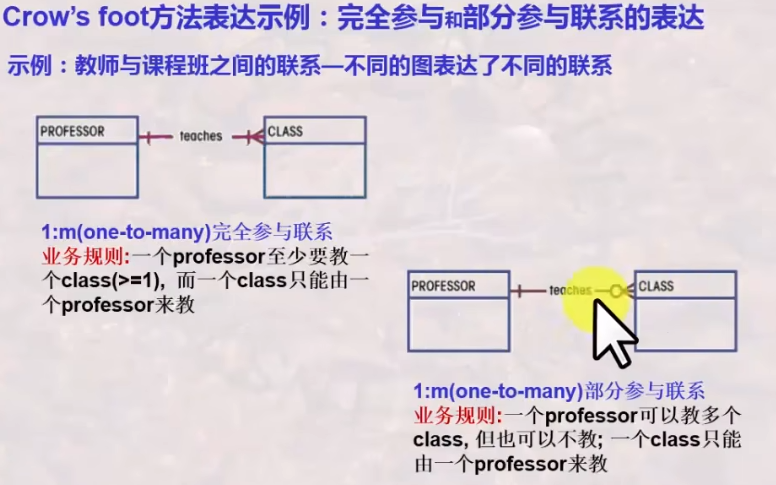 Crow’s foot方法表达示例：完全参与和部分参与联系的表达
示例：教师与课程班之间的联系—不同的图表达了不同的联系
PROFESSOR
teaches
CLASS
1:m(one-to-many)完全参与联系
业务规则:一个professor至少要教一
个class(>=1), 而一个class只能由一
个professor来教
PROFESSOR
teaches
CLASS
1:m(one-to-many)部分参与联系
业务规则:一个professor可以教多个
class, 但也可以不教; 一个class只能
由一个professor来教